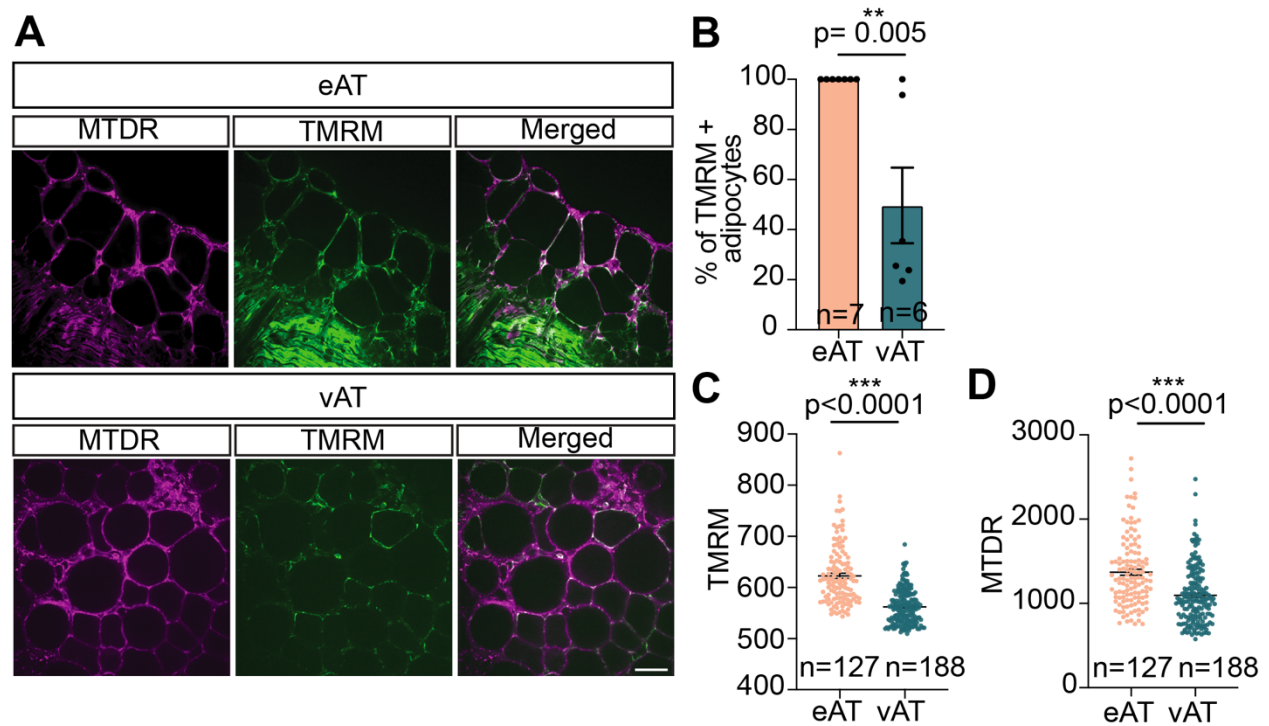 A
eAT
MTDR TMRM Merged
vAT
MTDR TMRM Merged
B
**
p= 0.005
% of TMRM +
adipocytes
100
80
60
40
20
0
n=7 n=6
eAT vAT
C
***
p<0.0001
TMRM
900
800
700
600
500
400
n=127 n=188
eAT vAT
D
***
p<0.0001
MTDR
3000
2000
1000
0
n=127 n=188
eAT vAT